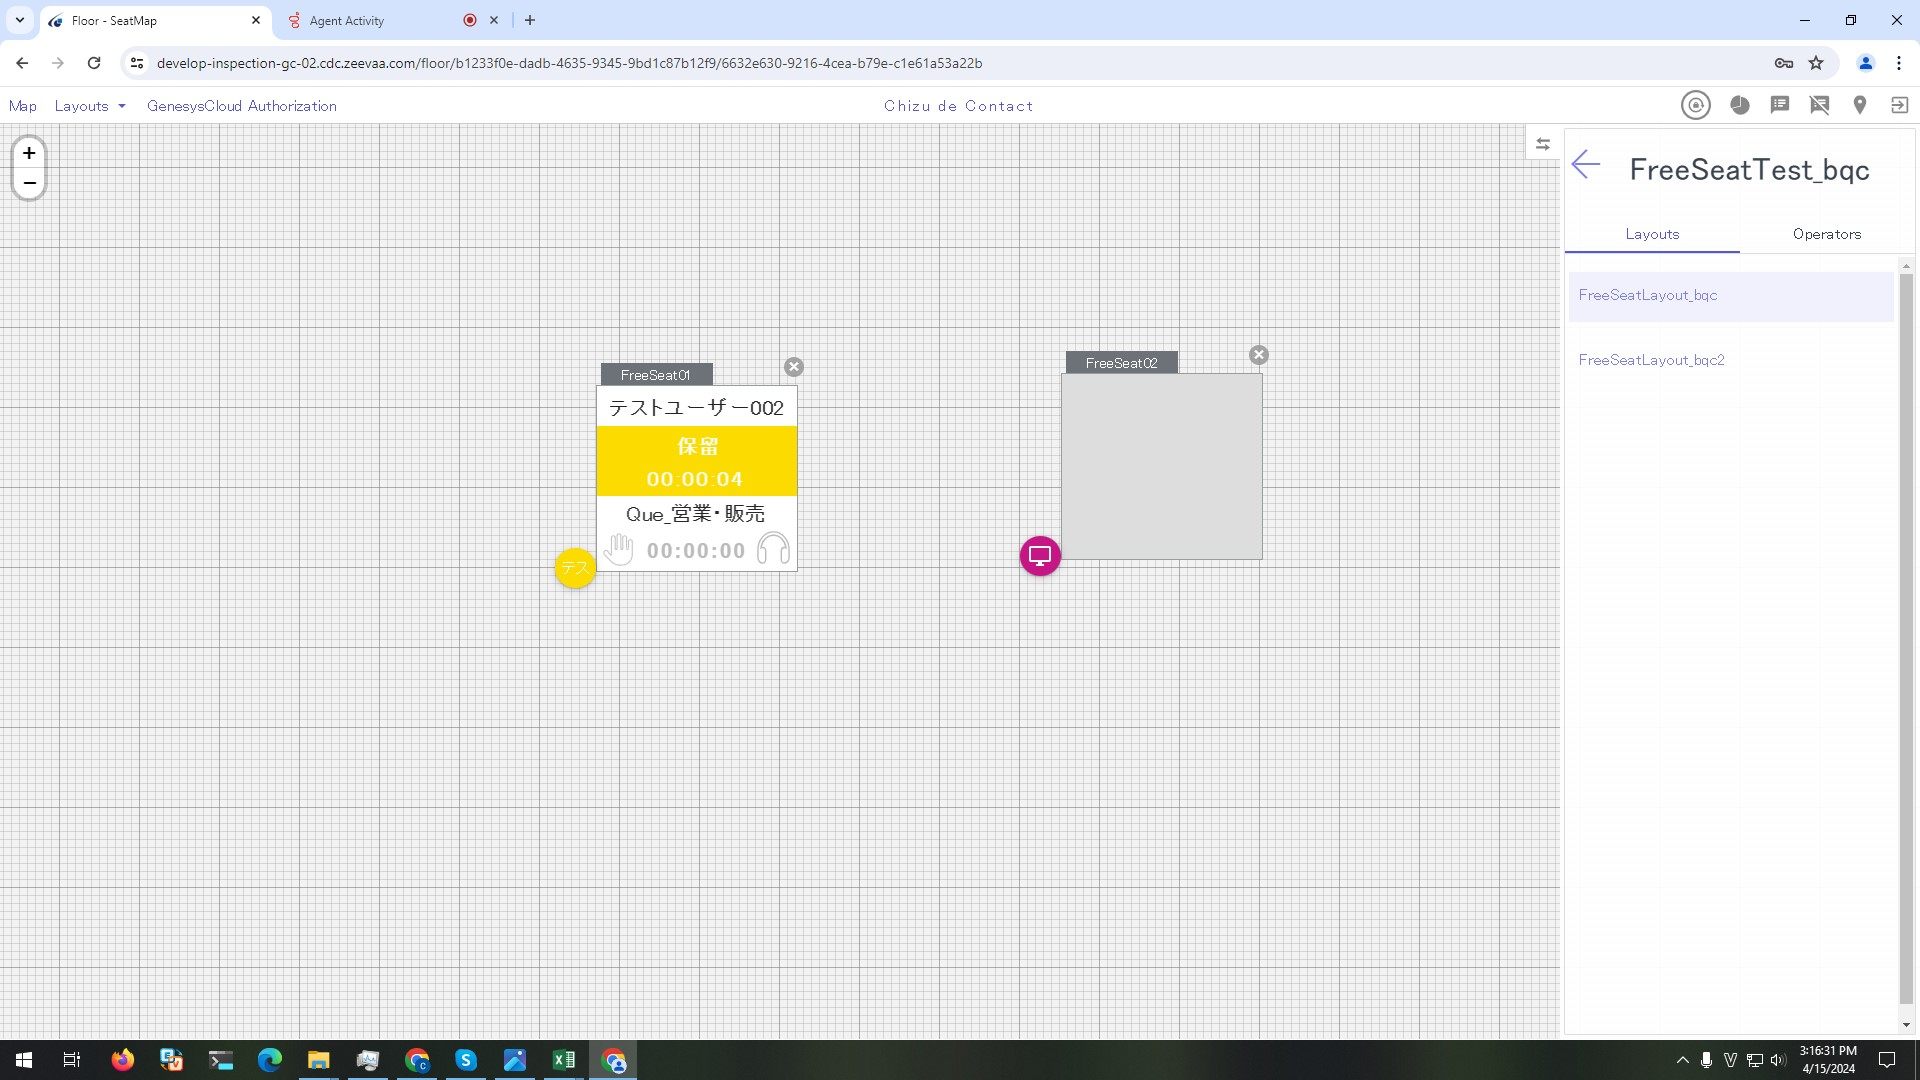 Floor - SeatMap
Agent Activity
develop-inspection-gc-02.cdc.zeevaa.com/floor/b1233f0e-dadb-4635-9345-9bd1c87b12f9/6632e630-9216-4cea-b79e-c1e61a53a22b
Map Layouts GenesysCloud Authorization
Chizu de Contact
+
−
FreeSeatTest_bqc
Layouts Operators
FreeSeatLayout_bqc
FreeSeatLayout_bqc2
FreeSeat01
テストユーザー002
保留
00:00:04
Que_営業・販売
00:00:00
テス
FreeSeat02
3:16:31 PM
4/15/2024